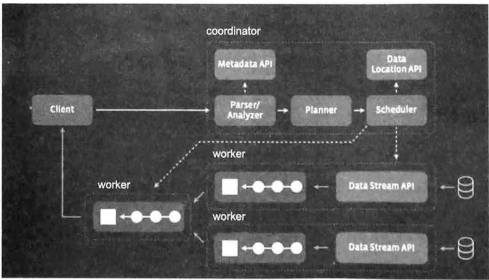 coordinator
Metadata API
Data
Location API
Client
Parser/
Analyzer
Planner
Scheduler
worker
worker
Data Stream API
worker
Data Stream API